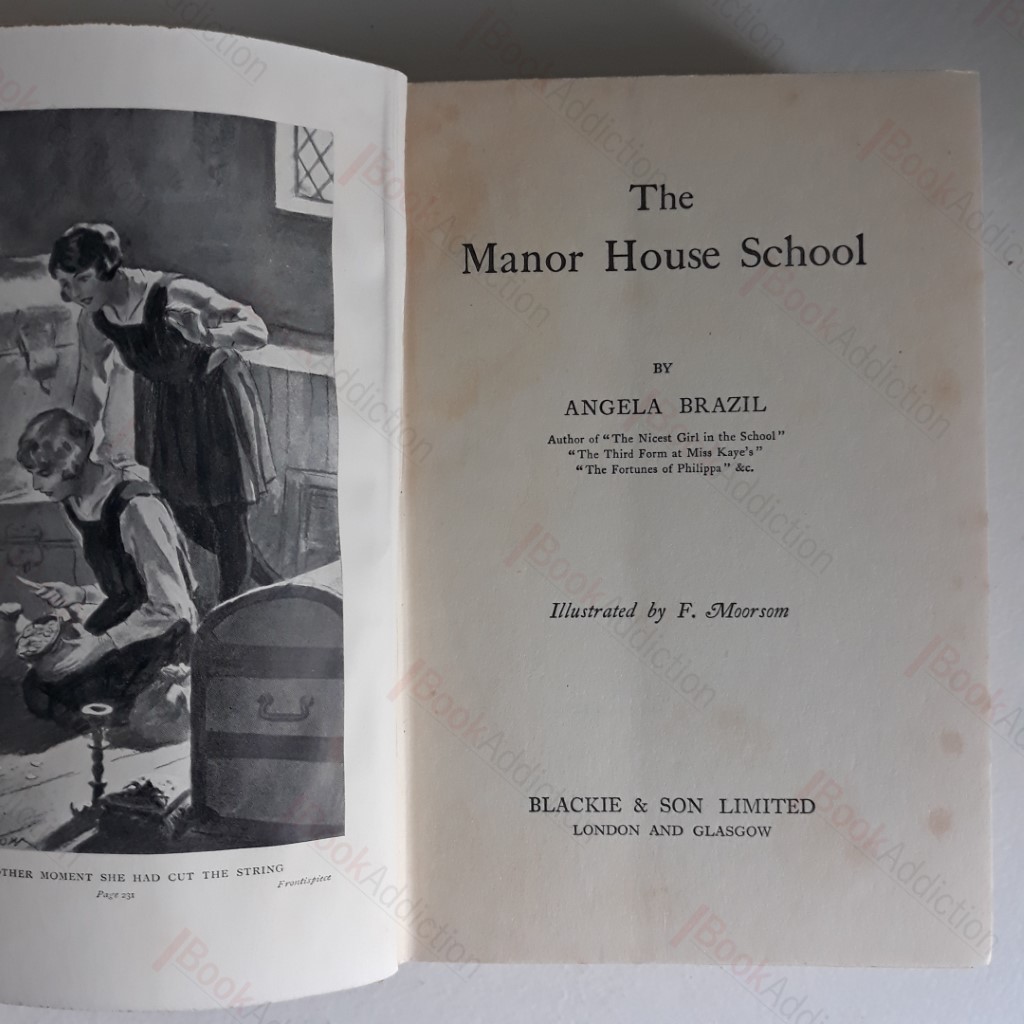 OTHER MOMENT SHE HAD CUT THE STRING
Page 231
Frontispiece
The
Manor House School
BY
ANGELA BRAZIL
Author of "The Nicest Girl in the School"
"The Third Form at Miss Kaye's"
"The Fortunes of Philippa" &c.
Illustrated by F. Moorsom
BLACKIE & SON LIMITED
LONDON AND GLASGOW
BookAddiction